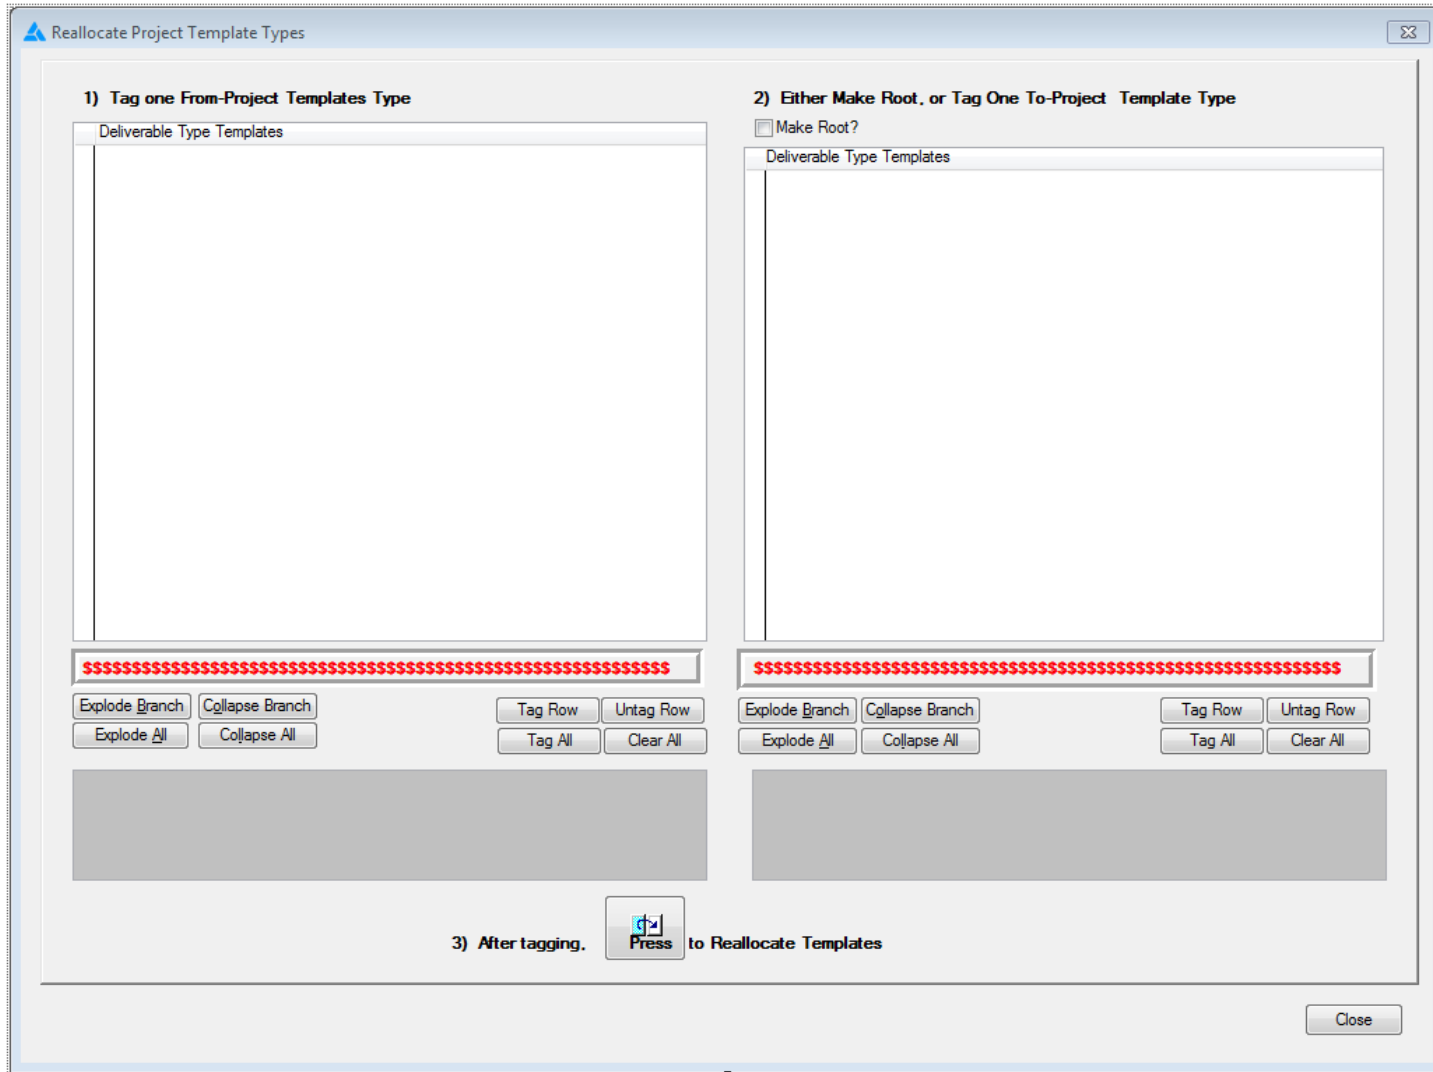 Reallocate Project Template Types
1) Tag one From-Project Templates Type
2) Either Make Root, or Tag One To-Project Template Type
Make Root?
Deliverable Type Templates
Deliverable Type Templates
$$$$$$$$$$$$$$$$$$$$$$$$$$$$$$$$$$$$$$$$$$$$$$$$$$$$$$$$$$$$
$$$$$$$$$$$$$$$$$$$$$$$$$$$$$$$$$$$$$$$$$$$$$$$$$$$$$$$$$$$$
Explode Branch Collapse Branch Tag Row Untag Row
Explode All Collapse All Tag All Clear All
Explode Branch Collapse Branch Tag Row Untag Row
Explode All Collapse All Tag All Clear All
3) After tagging, Press to Reallocate Templates
Close